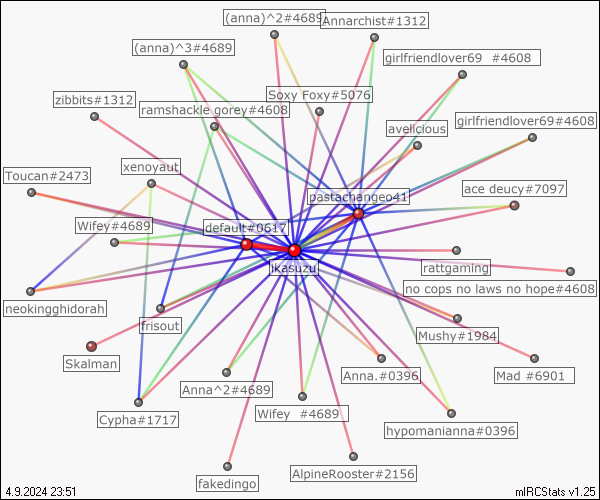 (anna)^2#4689
Annarchist#1312
(anna)^3#4689
girlfriendlover69 #4608
Soxy Foxy#5076
zibbits#1312
ramshackle gorey#4608
girlfriendlover69#4608
avelicious
xenoyaut
Toucan#2473
ace deucy#7097
pastachangeo41
Wifey#4689
default#0617
jkasuzu
rattgaming
no cops no laws no hope#4608
neokingghidorah
frisout
Mushy#1984
Skalman
Anna.#0396
Mad #6901
Anna^2#4689
Cypha#1717
Wifey #4689
hypomanianna#0396
AlpineRooster#2156
fakedingo
4.9.2024 23:51
mIRCStats v1.25